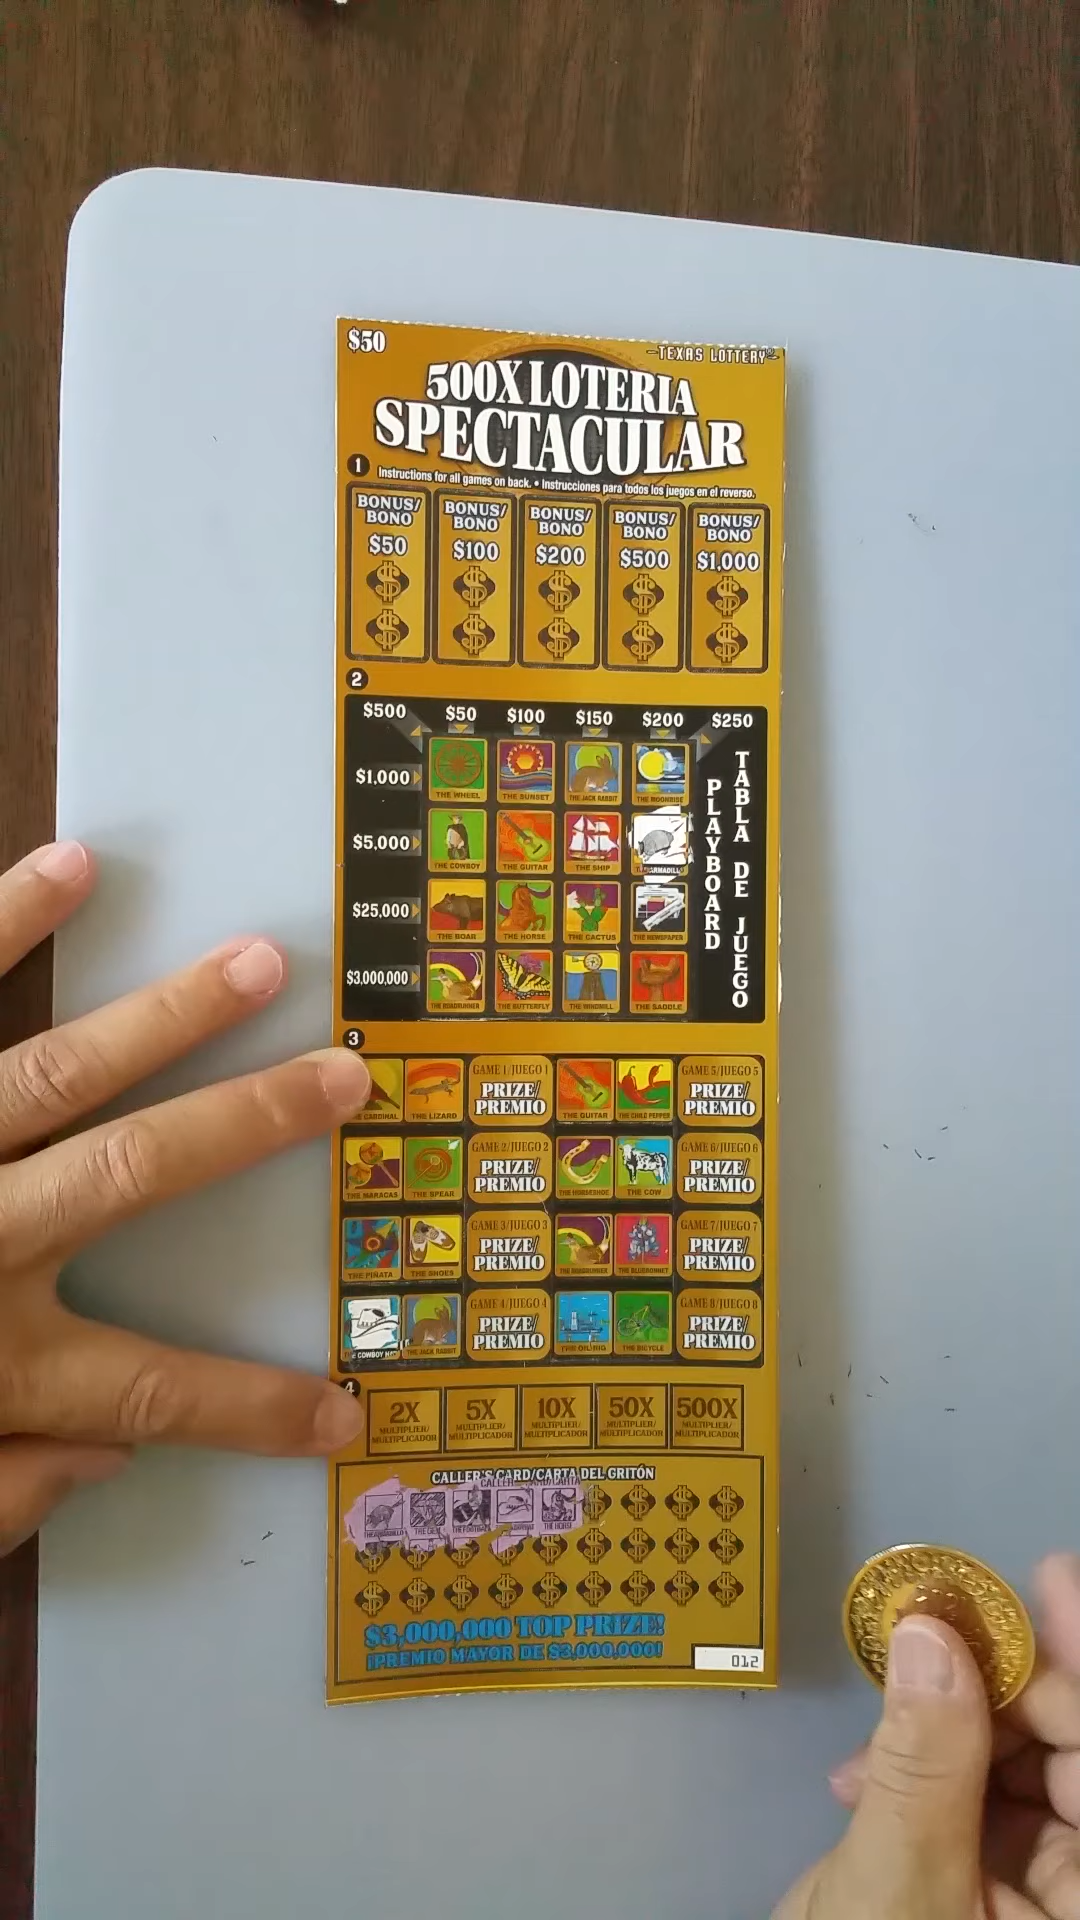 $50
TEXAS LOTTERY
500X LOTERIA
SPECTACULAR
1
Instructions for all games on back. • Instrucciones para todos los juegos en el reverso.
BONUS/BONO $50
BONUS/BONO $100
BONUS/BONO $200
BONUS/BONO $500
BONUS/BONO $1,000
2
$500 $50 $100 $150 $200 $250
$1,000
THE WHEEL THE SUNSET THE JACK RABBIT THE MOONRISE
$5,000
THE COWBOY THE GUITAR THE SHIP ARMADILLO
$25,000
THE BOAR THE HORSE THE CACTUS THE NEWSPAPER
$3,000,000
THE ROADRUNNER THE BUTTERFLY THE WINDMILL THE SADDLE
PLAYBOARD
TABLA DE JUEGO
3
CARDINAL THE LIZARD GAME 1/JUEGO 1 PRIZE/PREMIO THE GUITAR THE CHILE PEPPER GAME 5/JUEGO 5 PRIZE/PREMIO
THE MARACAS THE SPEAR GAME 2/JUEGO 2 PRIZE/PREMIO THE HORSESHOE THE COW GAME 6/JUEGO 6 PRIZE/PREMIO
THE PIÑATA THE SHOES GAME 3/JUEGO 3 PRIZE/PREMIO THE ROADRUNNER THE BLUEBONNET GAME 7/JUEGO 7 PRIZE/PREMIO
COWBOY HAT THE JACK RABBIT GAME 4/JUEGO 4 PRIZE/PREMIO THE OIL RIG THE BICYCLE GAME 8/JUEGO 8 PRIZE/PREMIO
4
2X MULTIPLIER/MULTIPLICADOR
5X MULTIPLIER/MULTIPLICADOR
10X MULTIPLIER/MULTIPLICADOR
50X MULTIPLIER/MULTIPLICADOR
500X MULTIPLIER/MULTIPLICADOR
CALLER'S CARD/CARTA DEL GRITÓN
THE ARMADILLO
$3,000,000 TOP PRIZE!
¡PREMIO MAYOR DE $3,000,000!
012